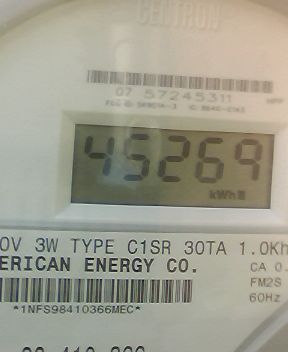 CENTRON
07 57245311
45269
kWh
0V 3W TYPE C1SR 30TA 1.0Kh
ERICAN ENERGY CO.
CA 0.
FM2S
60Hz
*1NFS98410366MEC*